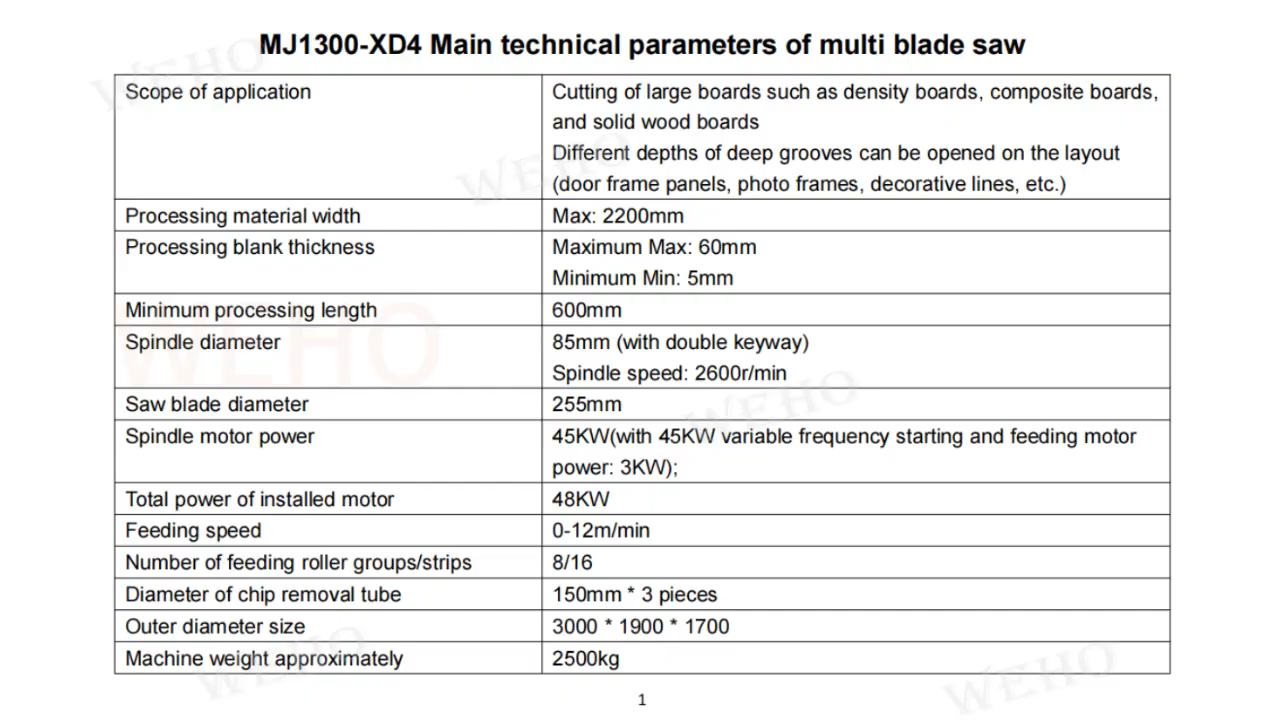 MJ1300-XD4 Main technical parameters of multi blade saw
Scope of application
Cutting of large boards such as density boards, composite boards,
and solid wood boards
Different depths of deep grooves can be opened on the layout
(door frame panels, photo frames, decorative lines, etc.)
Processing material width
Max: 2200mm
Processing blank thickness
Maximum Max: 60mm
Minimum Min: 5mm
Minimum processing length
600mm
Spindle diameter
85mm (with double keyway)
Spindle speed: 2600r/min
Saw blade diameter
255mm
Spindle motor power
45KW(with 45KW variable frequency starting and feeding motor
power: 3KW);
Total power of installed motor
48KW
Feeding speed
0-12m/min
Number of feeding roller groups/strips
8/16
Diameter of chip removal tube
150mm * 3 pieces
Outer diameter size
3000 * 1900 * 1700
Machine weight approximately
2500kg
1
WEHO
WEHO
WEHO
WEHO
WEHO
WEHO